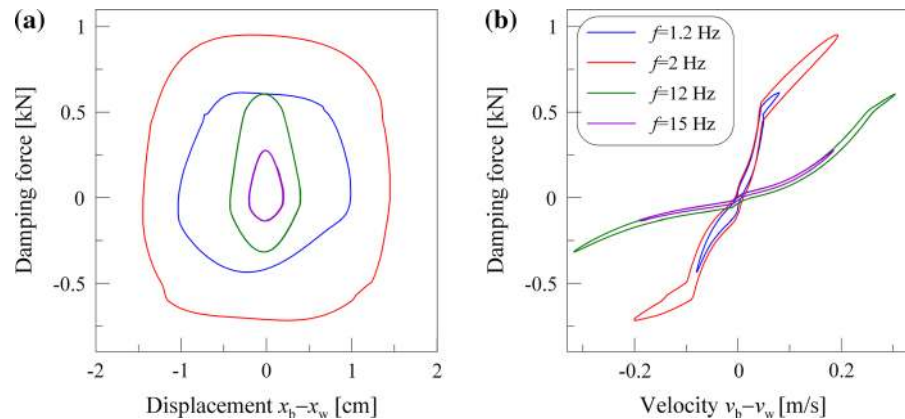 (a)
1
0.5
0
-0.5
Damping force [kN]
-2
-1
0
1
2
Displacement x_b–x_w [cm]
(b)
f=1.2 Hz
f=2 Hz
f=12 Hz
f=15 Hz
1
0.5
0
-0.5
Damping force [kN]
-0.2
0
0.2
0.4
Velocity v_b–v_w [m/s]